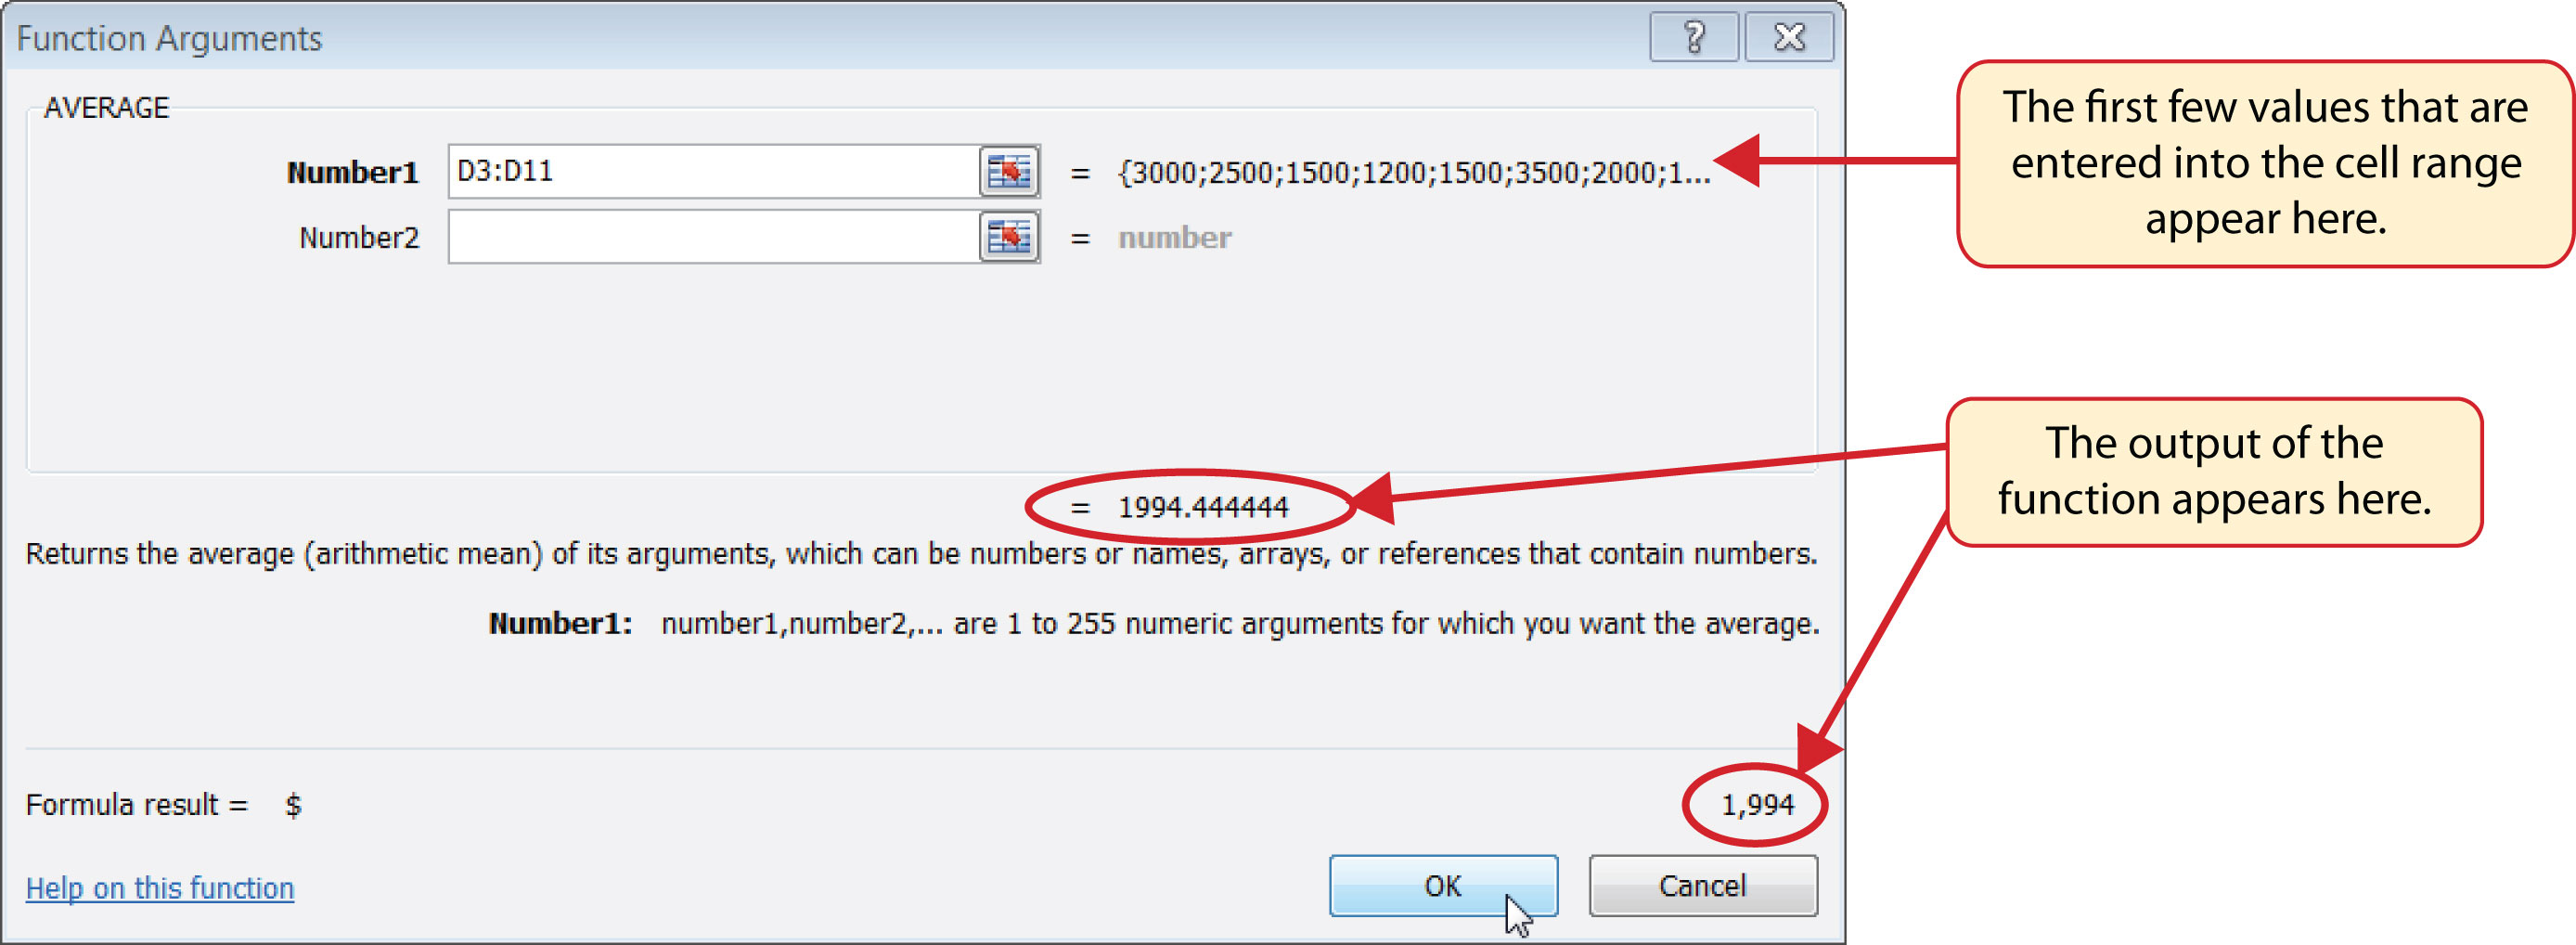 Function Arguments
AVERAGE
Number1 D3:D11 = {3000;2500;1500;1200;1500;3500;2000;1...
Number2 = number
The first few values that are
entered into the cell range
appear here.
= 1994.444444
The output of the
function appears here.
Returns the average (arithmetic mean) of its arguments, which can be numbers or names, arrays, or references that contain numbers.
Number1: number1,number2,... are 1 to 255 numeric arguments for which you want the average.
Formula result = $ 1,994
Help on this function
OK Cancel